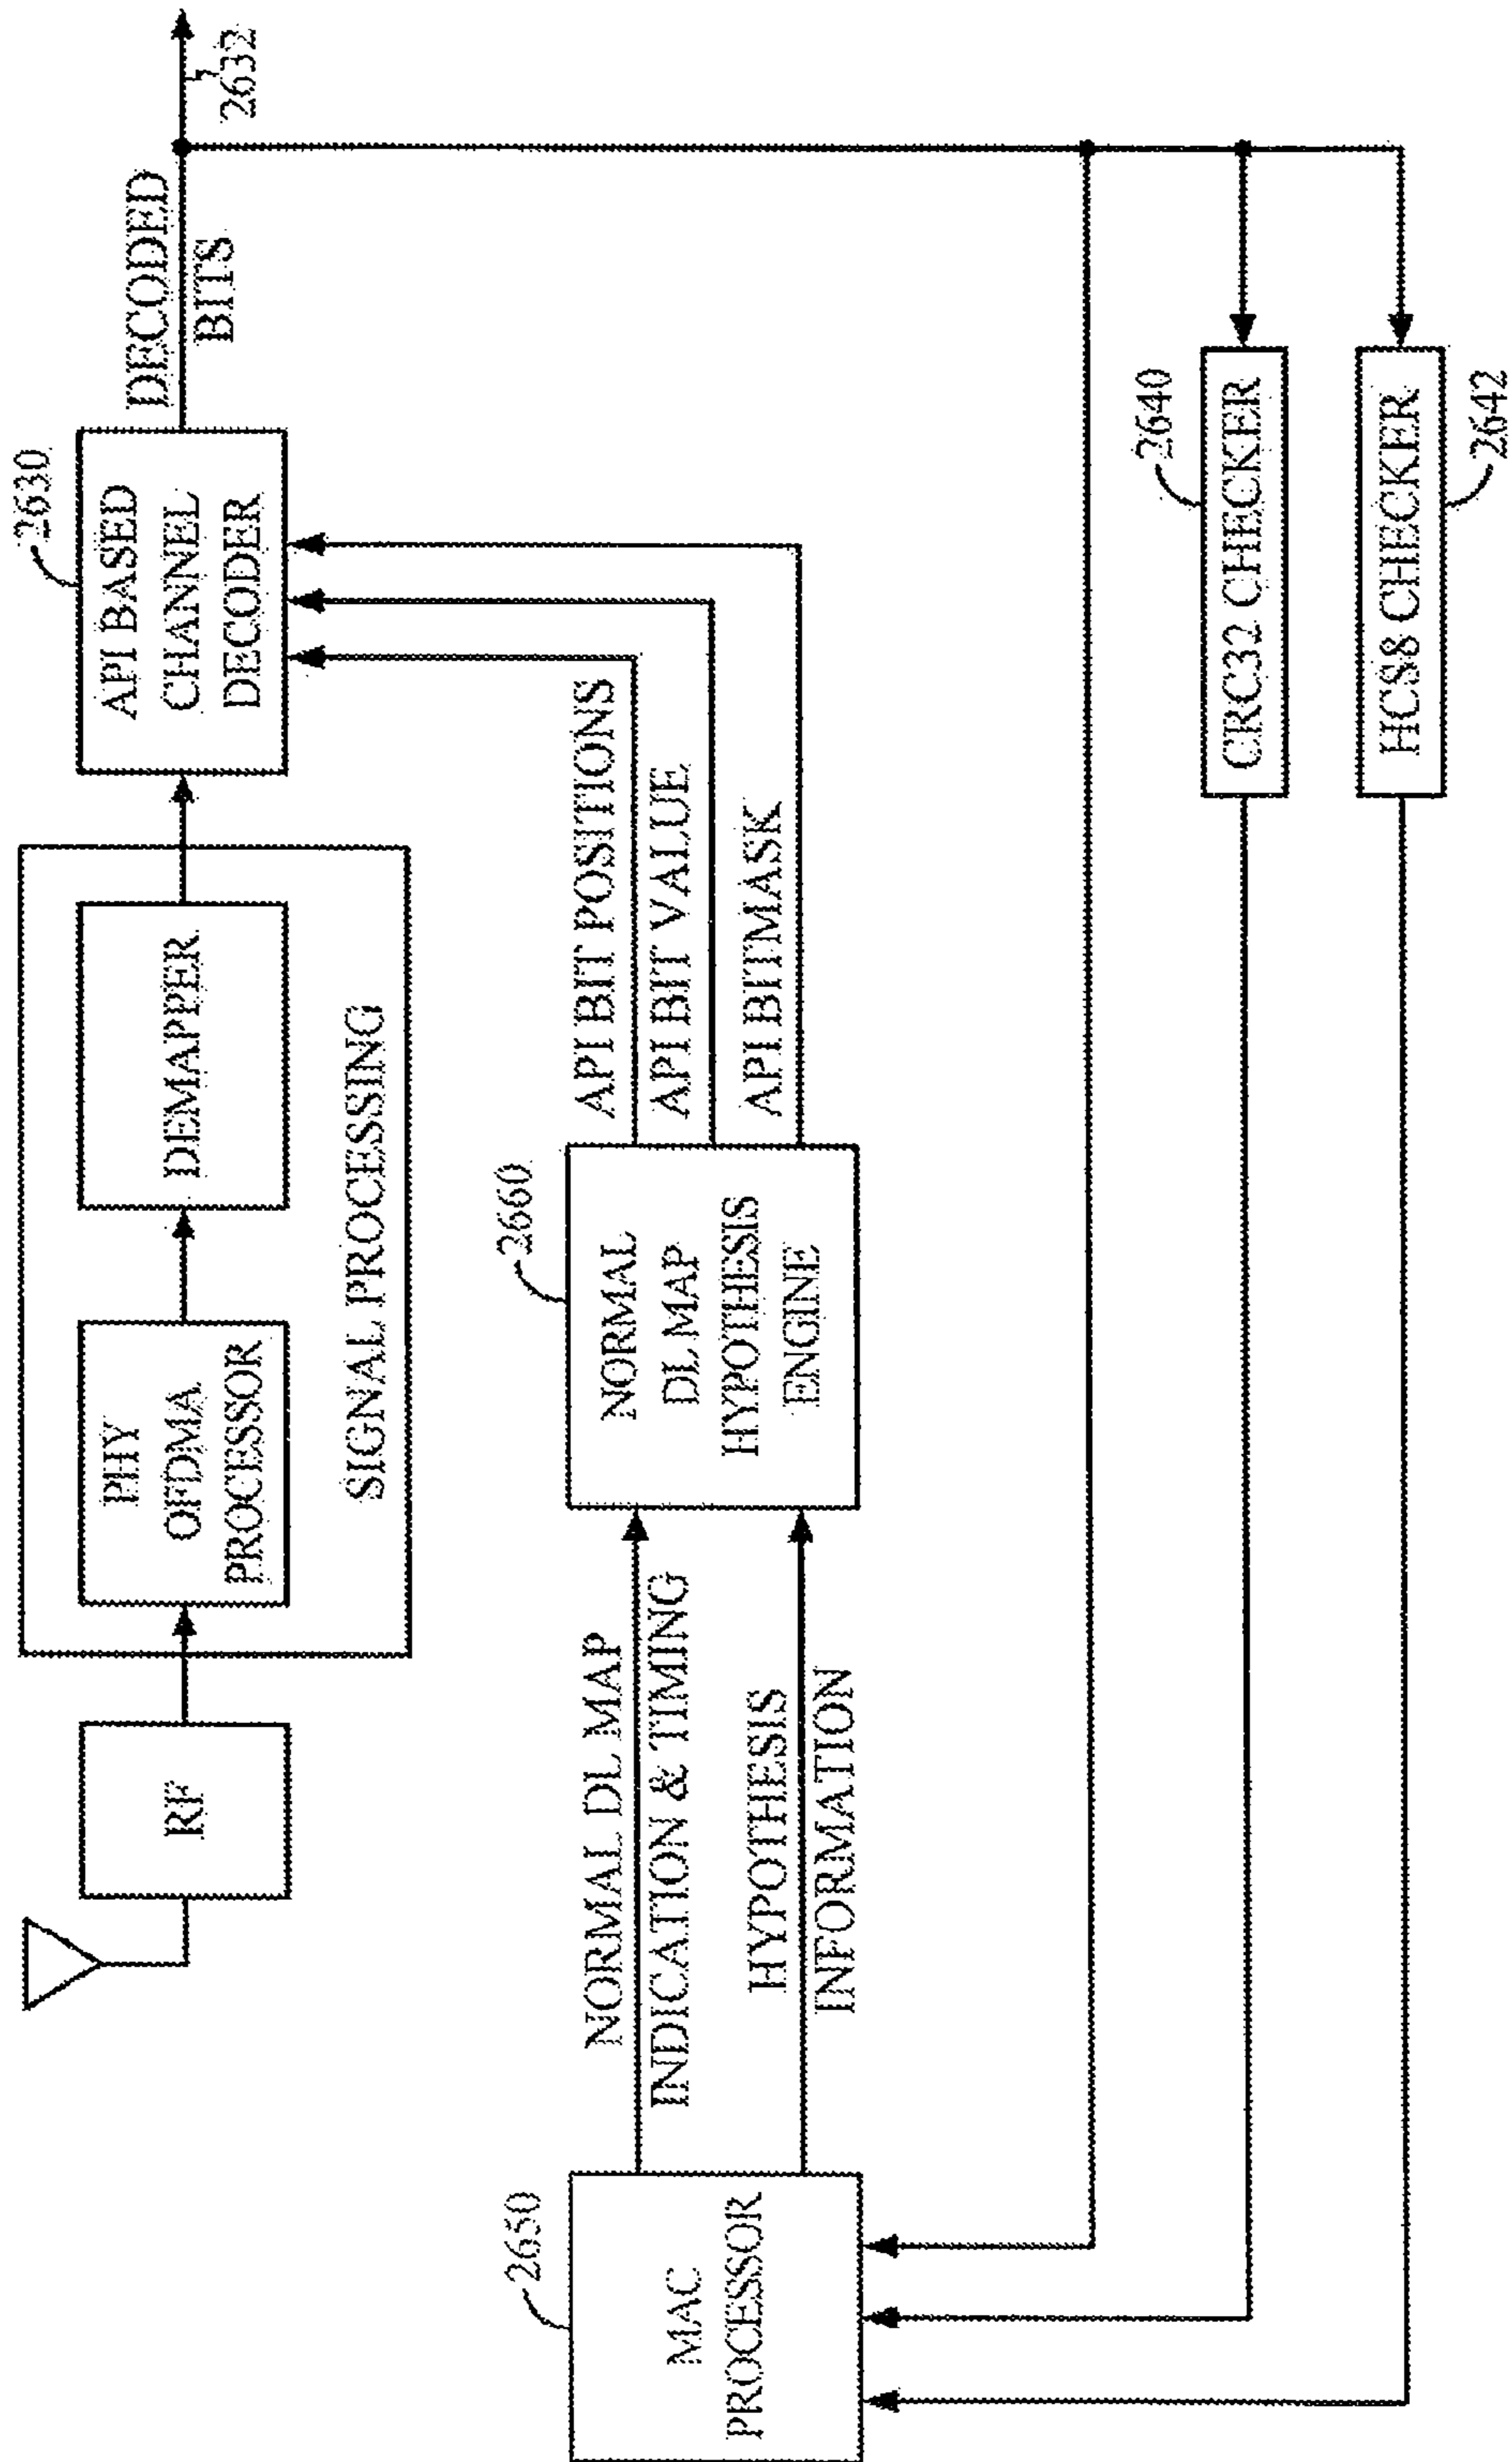 RF
PHY
OFDMA
PROCESSOR
DEMAPPER
SIGNAL PROCESSING
2630
API BASED
CHANNEL
DECODER
DECODED
BITS
2632
2650
MAC
PROCESSOR
NORMAL DL MAP
INDICATION & TIMING
HYPOTHESIS
INFORMATION
2660
NORMAL
DL MAP
HYPOTHESIS
ENGINE
API BIT POSITIONS
API BIT VALUE
API BITMASK
2640
CRC32 CHECKER
HCS8 CHECKER
2642